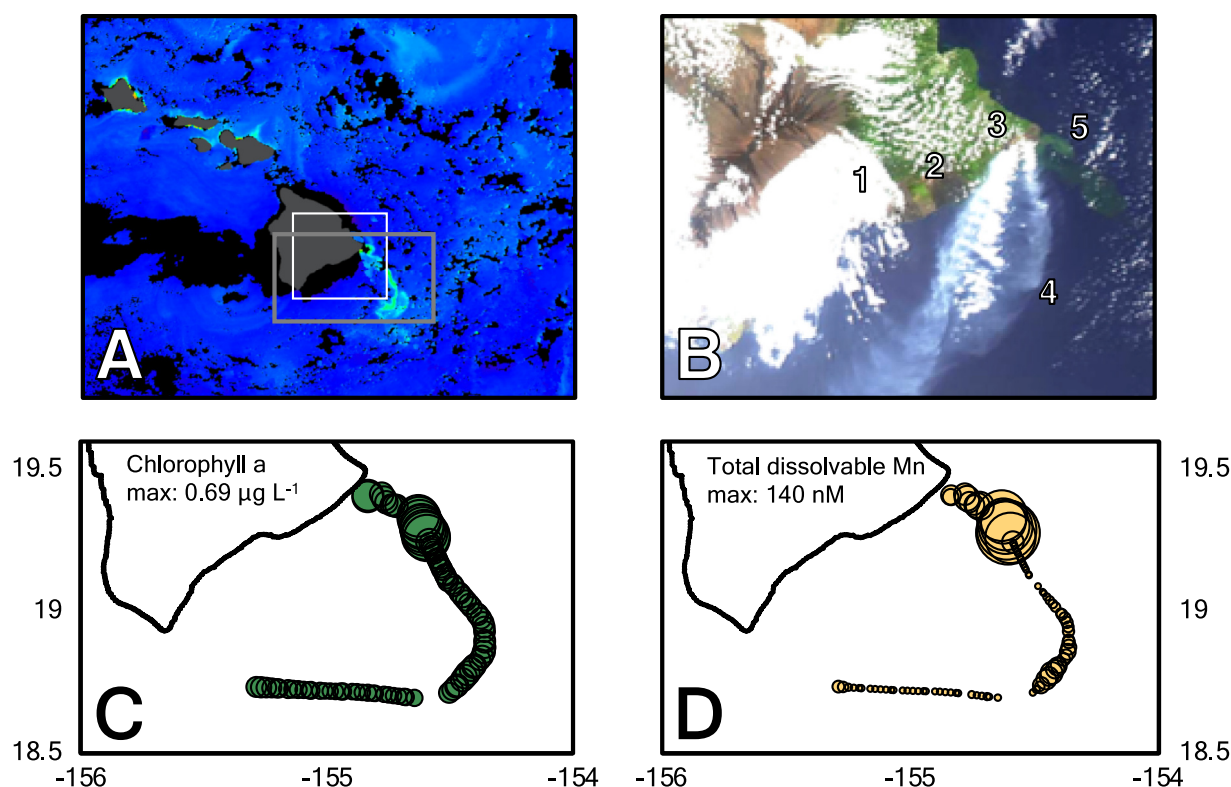 A
B
1
2
3
4
5
19.5
19
18.5
Chlorophyll a
max: 0.69 µg L⁻¹
C
-156
-155
-154
Total dissolvable Mn
max: 140 nM
D
19.5
19
18.5
-156
-155
-154